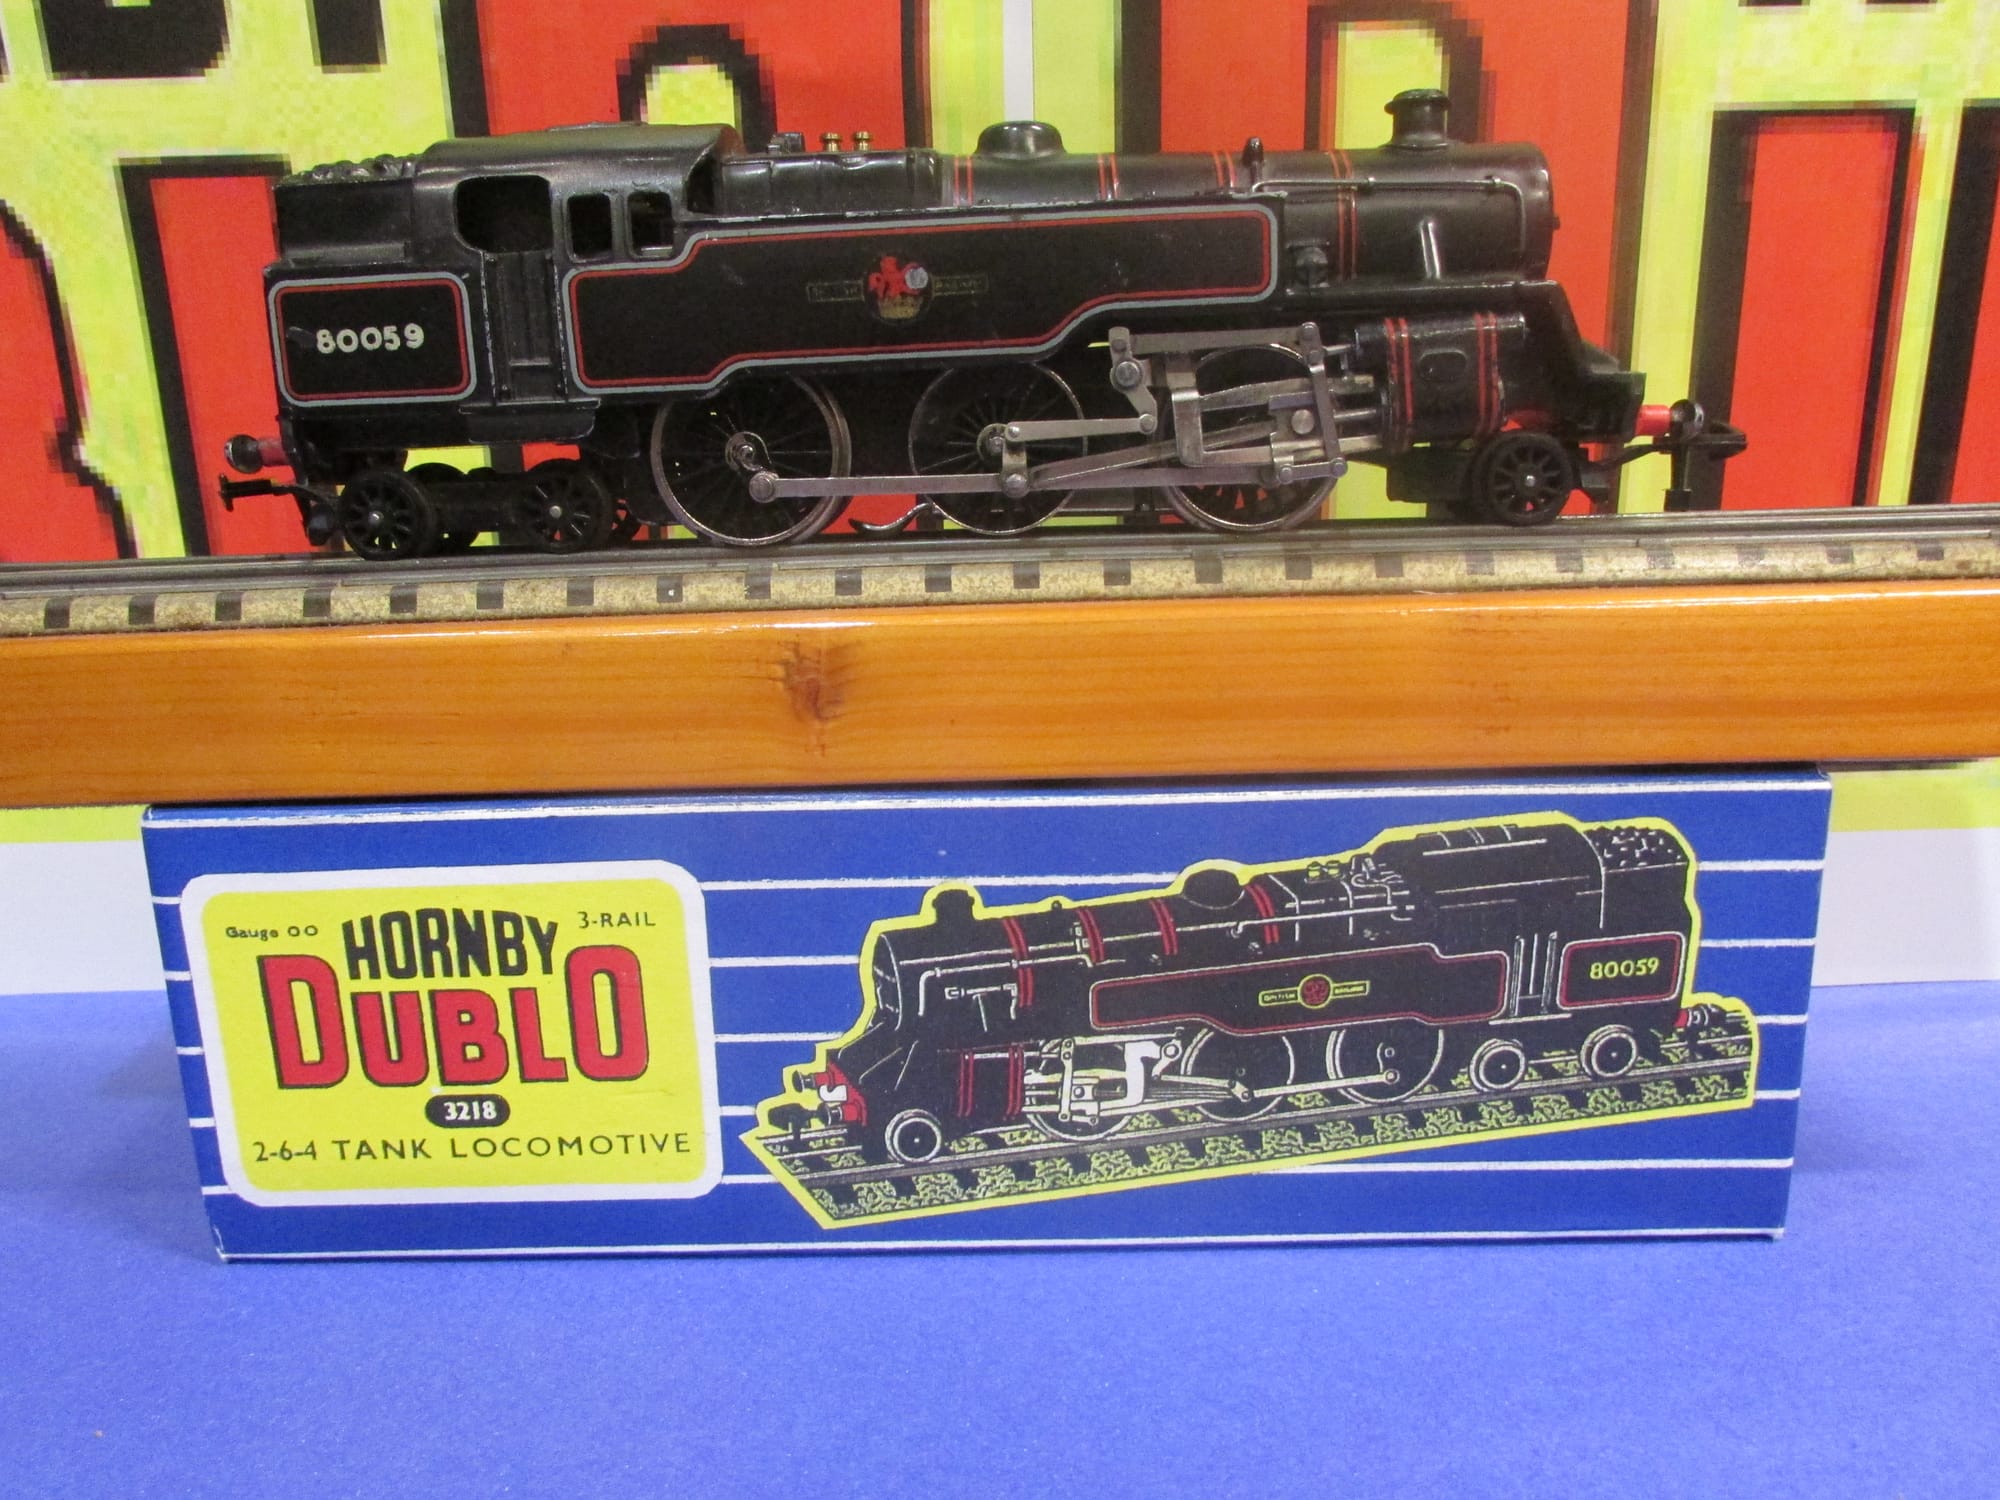 80059
Gauge OO
HORNBY
3-RAIL
DUBLO
3218
2-6-4 TANK LOCOMOTIVE
80059